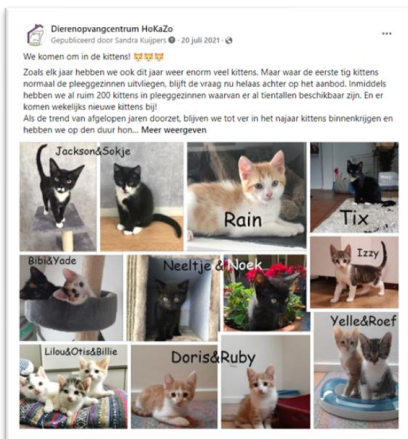 Dierenopvangcentrum HoKaZo
Gepubliceerd door Sandra Kuijpers · 20 juli 2021 ·
We komen om in de kittens! 😿😿😿
Zoals elk jaar hebben we ook dit jaar weer enorm veel kittens. Maar waar de eerste tig kittens
normaal de pleeggezinnen uitvliegen, blijft de vraag nu helaas achter op het aanbod. Inmiddels
hebben we al ruim 200 kittens in pleeggezinnen waarvan er al tientallen beschikbaar zijn. En er
komen wekelijks nieuwe kittens bij!
Als de trend van afgelopen jaren doorzet, blijven we tot ver in het najaar kittens binnenkrijgen en
hebben we op den duur hon... Meer weergeven
Jackson&Sokje
Rain
Tix
Bibi&Yade
Neeltje & Noek
Izzy
Lilou&Otis&Billie
Doris&Ruby
Yelle&Roef